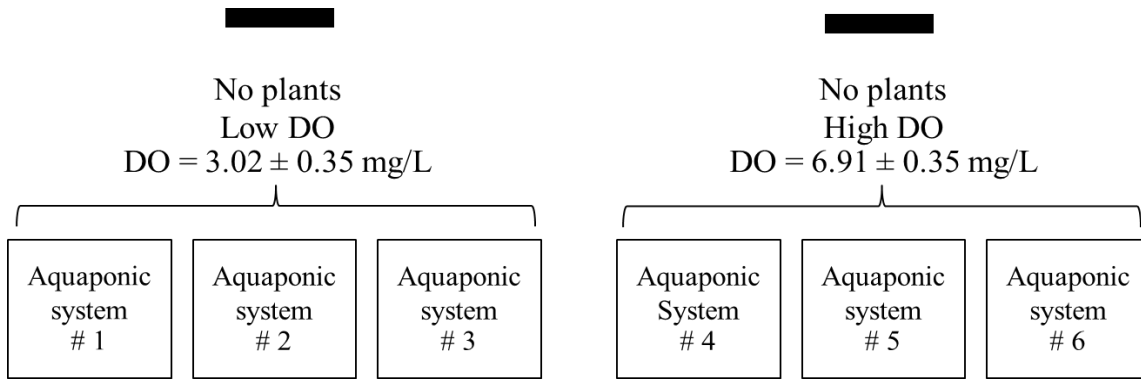 No plants
Low DO
DO = 3.02 ± 0.35 mg/L
Aquaponic
system
# 1
Aquaponic
system
# 2
Aquaponic
system
# 3
No plants
High DO
DO = 6.91 ± 0.35 mg/L
Aquaponic
System
# 4
Aquaponic
system
# 5
Aquaponic
system
# 6